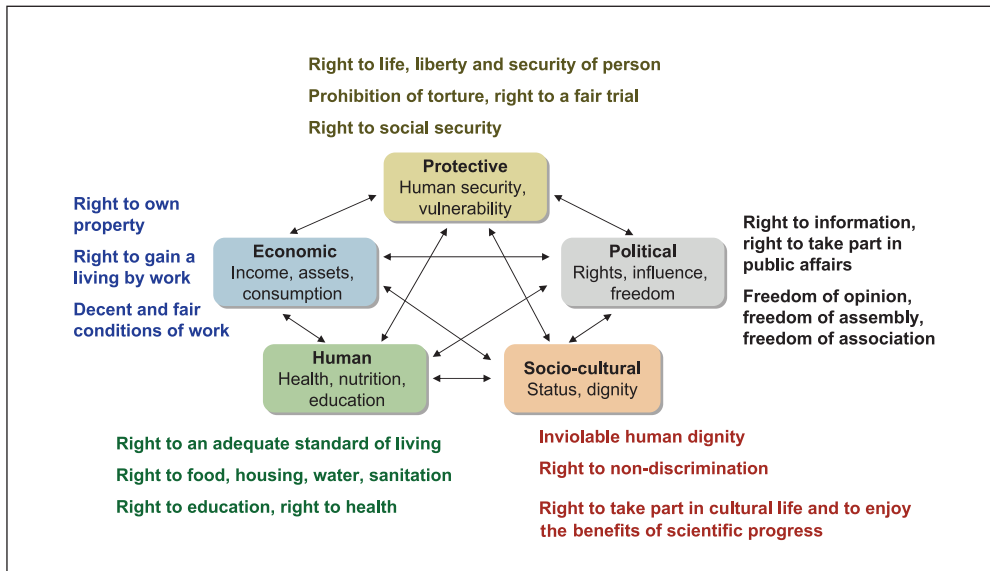 Right to life, liberty and security of person
Prohibition of torture, right to a fair trial
Right to social security
Protective
Human security,
vulnerability
Right to own
property
Right to gain a
living by work
Decent and fair
conditions of work
Economic
Income, assets,
consumption
Political
Rights, influence,
freedom
Right to information,
right to take part in
public affairs
Freedom of opinion,
freedom of assembly,
freedom of association
Human
Health, nutrition,
education
Socio-cultural
Status, dignity
Right to an adequate standard of living
Right to food, housing, water, sanitation
Right to education, right to health
Inviolable human dignity
Right to non-discrimination
Right to take part in cultural life and to enjoy
the benefits of scientific progress